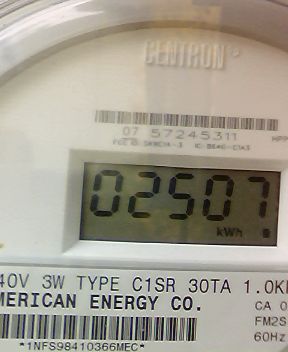 CENTRON®
07 57245311
02507
kWh
40V 3W TYPE C1SR 30TA 1.0K
MERICAN ENERGY CO.
CA 0
FM2S
60Hz
*1NFS98410366MEC*